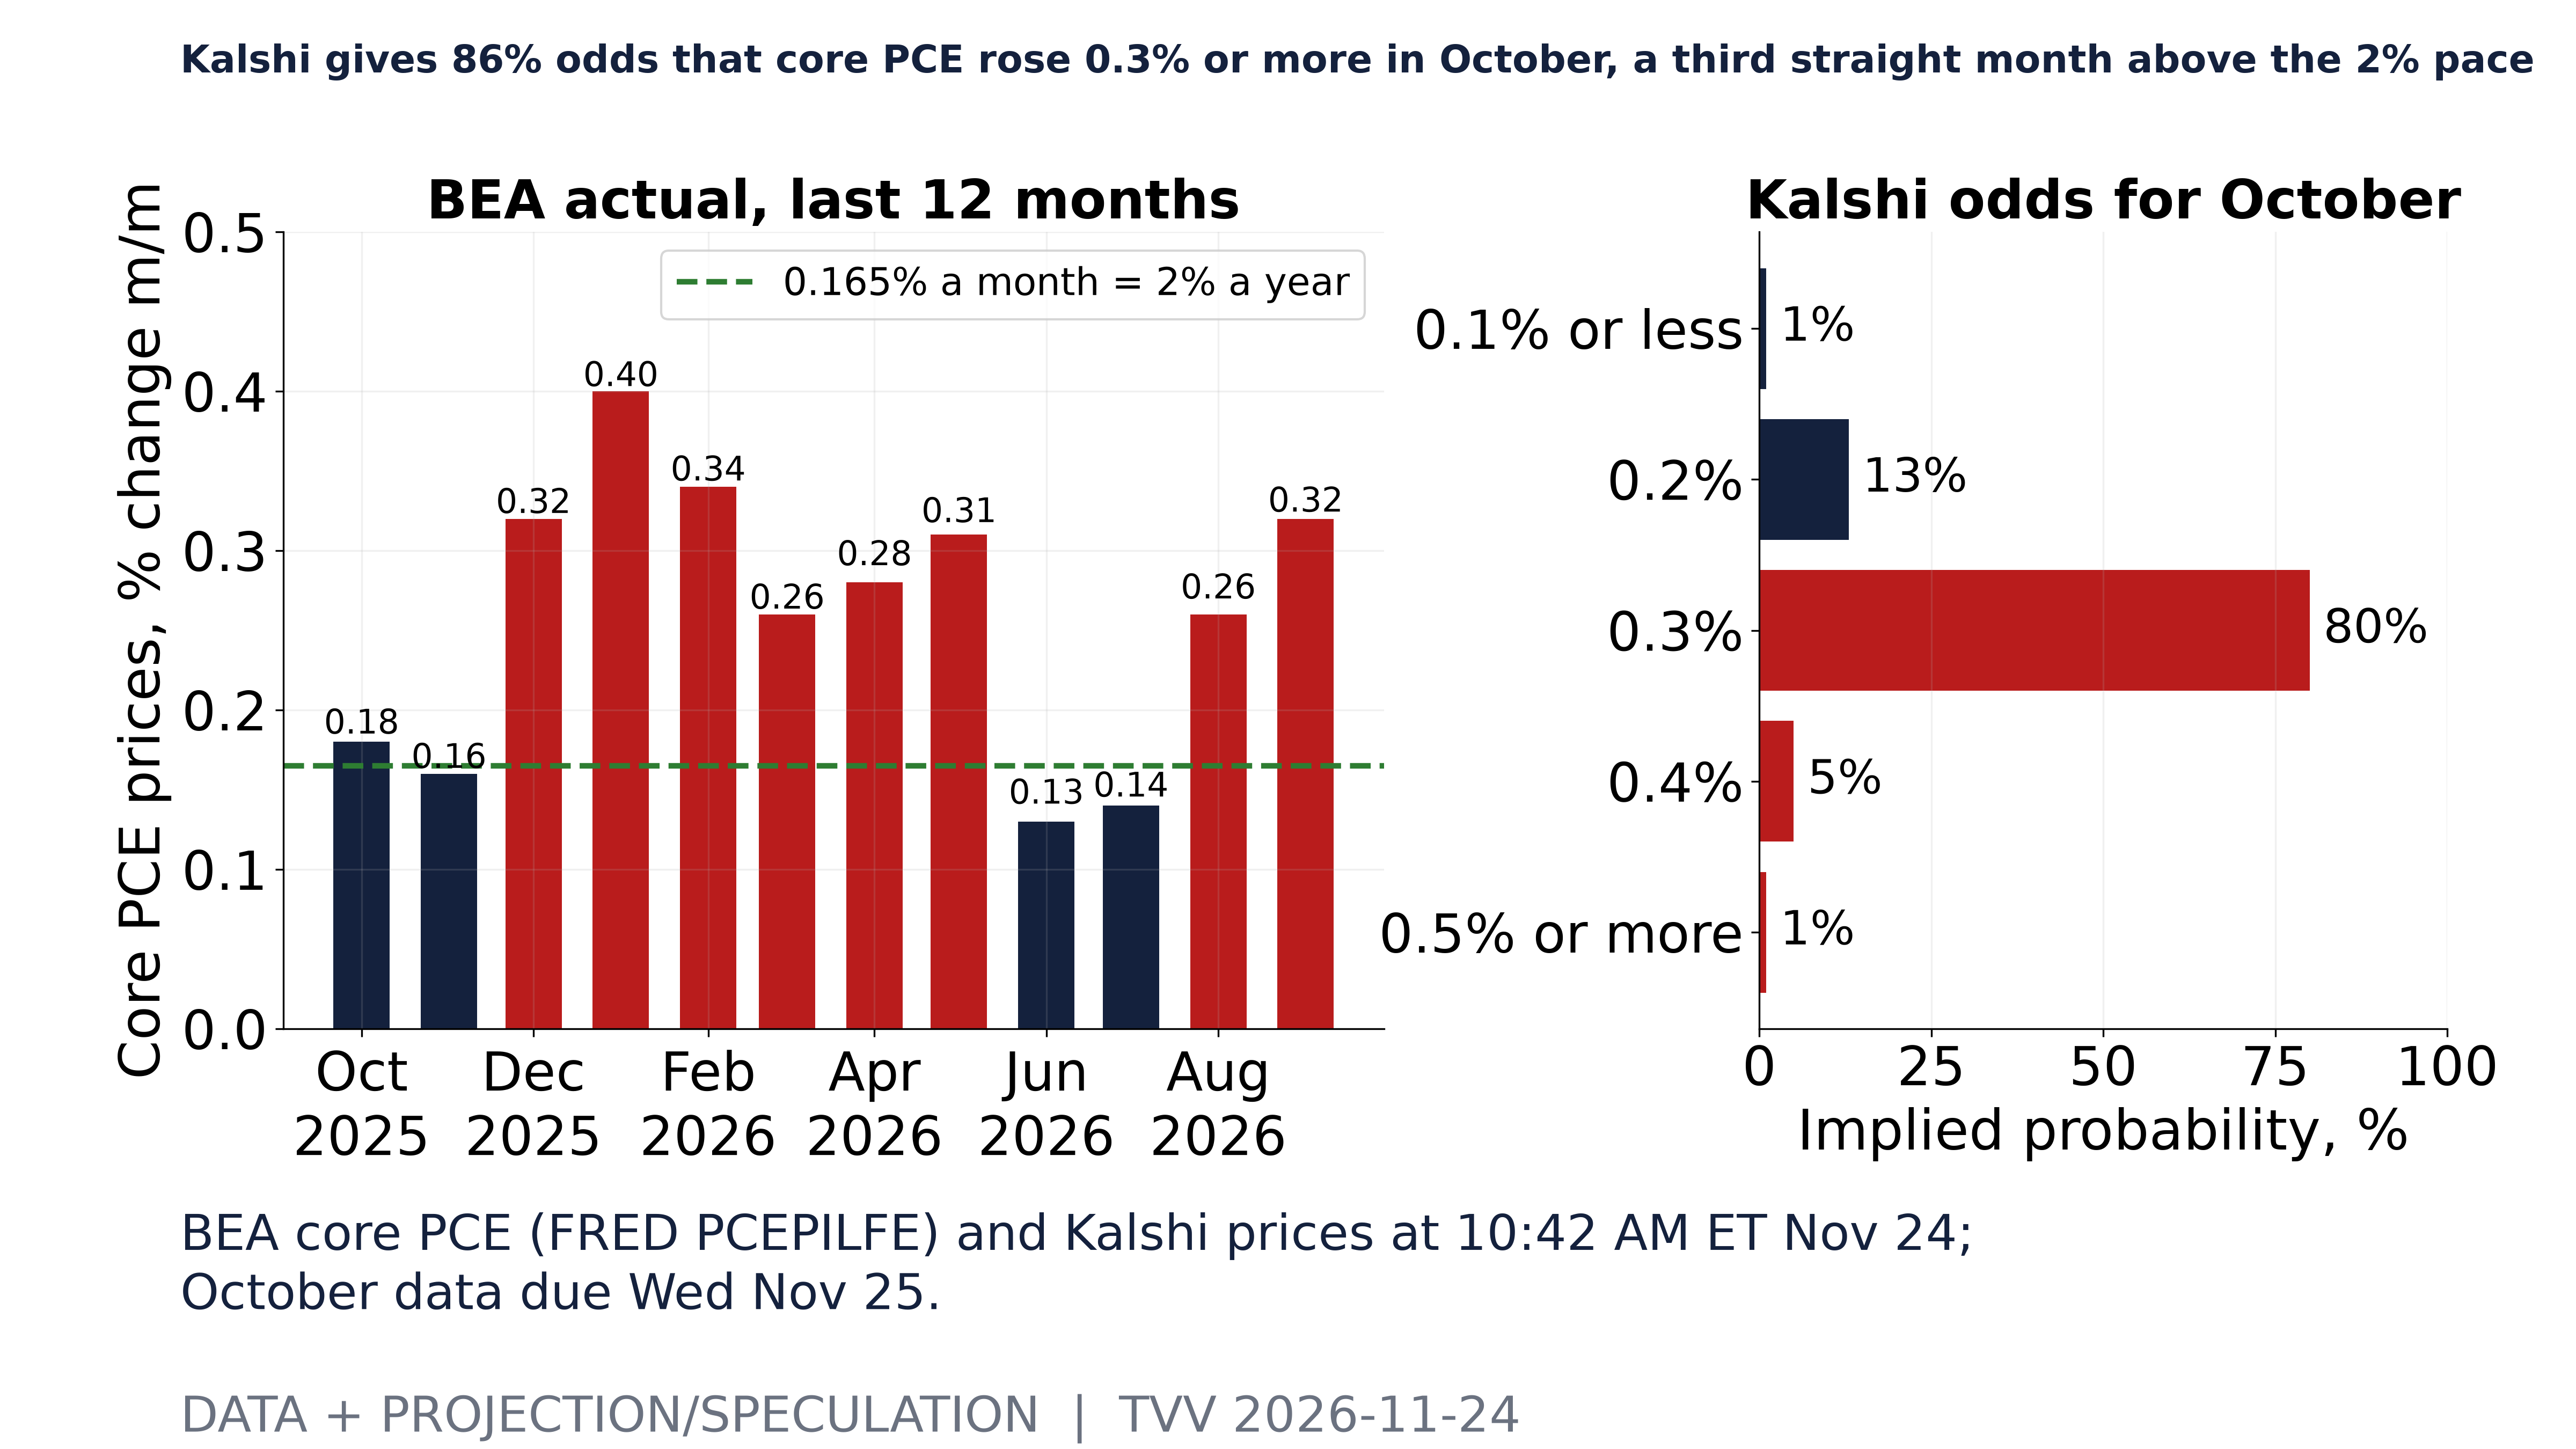 Kalshi gives 86% odds that core PCE rose 0.3% or more in October, a third straight month above the 2% pace
BEA actual, last 12 months
Core PCE prices, % change m/m
0.5
0.4
0.3
0.2
0.1
0.0
0.165% a month = 2% a year
0.18
0.16
0.32
0.40
0.34
0.26
0.28
0.31
0.13
0.14
0.26
0.32
Oct 2025
Dec 2025
Feb 2026
Apr 2026
Jun 2026
Aug 2026
Kalshi odds for October
0.1% or less
1%
0.2%
13%
0.3%
80%
0.4%
5%
0.5% or more
1%
0
25
50
75
100
Implied probability, %
BEA core PCE (FRED PCEPILFE) and Kalshi prices at 10:42 AM ET Nov 24;
October data due Wed Nov 25.
DATA + PROJECTION/SPECULATION | TVV 2026-11-24